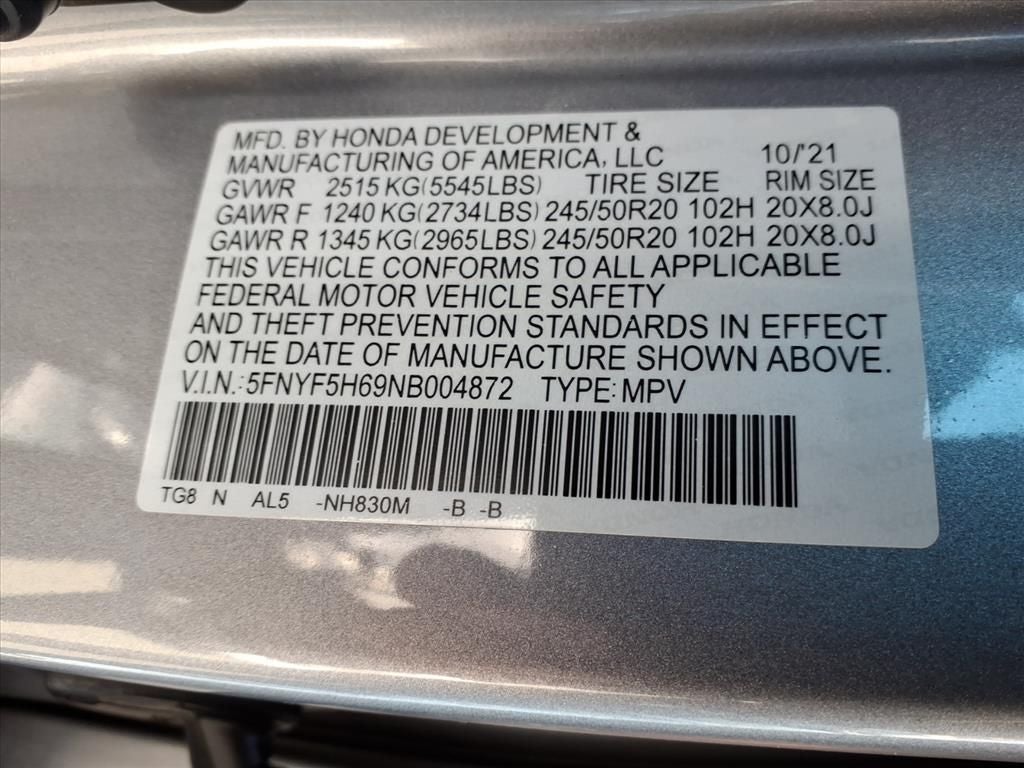 MFD. BY HONDA DEVELOPMENT &
MANUFACTURING OF AMERICA, LLC 10/'21
GVWR 2515 KG(5545LBS) TIRE SIZE RIM SIZE
GAWR F 1240 KG(2734LBS) 245/50R20 102H 20X8.0J
GAWR R 1345 KG(2965LBS) 245/50R20 102H 20X8.0J
THIS VEHICLE CONFORMS TO ALL APPLICABLE
FEDERAL MOTOR VEHICLE SAFETY
AND THEFT PREVENTION STANDARDS IN EFFECT
ON THE DATE OF MANUFACTURE SHOWN ABOVE.
V.I.N.:5FNYF5H69NB004872 TYPE:MPV
TG8 N AL5 -NH830M -B -B